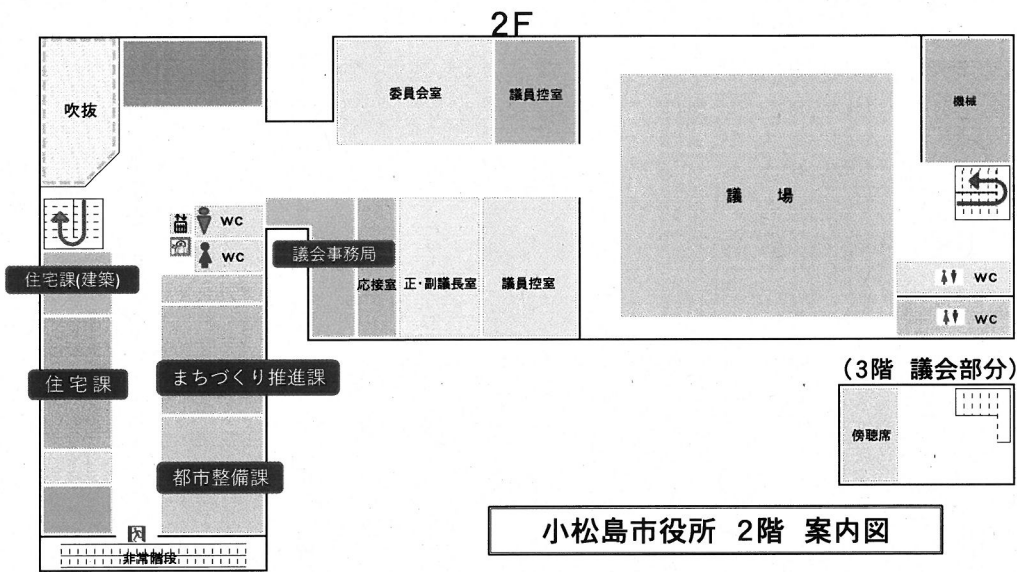 2F
吹抜
委員会室
議員控室
機械
議 場
WC
WC
議会事務局
応接室
正・副議長室
議員控室
住宅課(建築)
WC
WC
住宅課
まちづくり推進課
都市整備課
非常階段
(3階 議会部分)
傍聴席
小松島市役所 2階 案内図